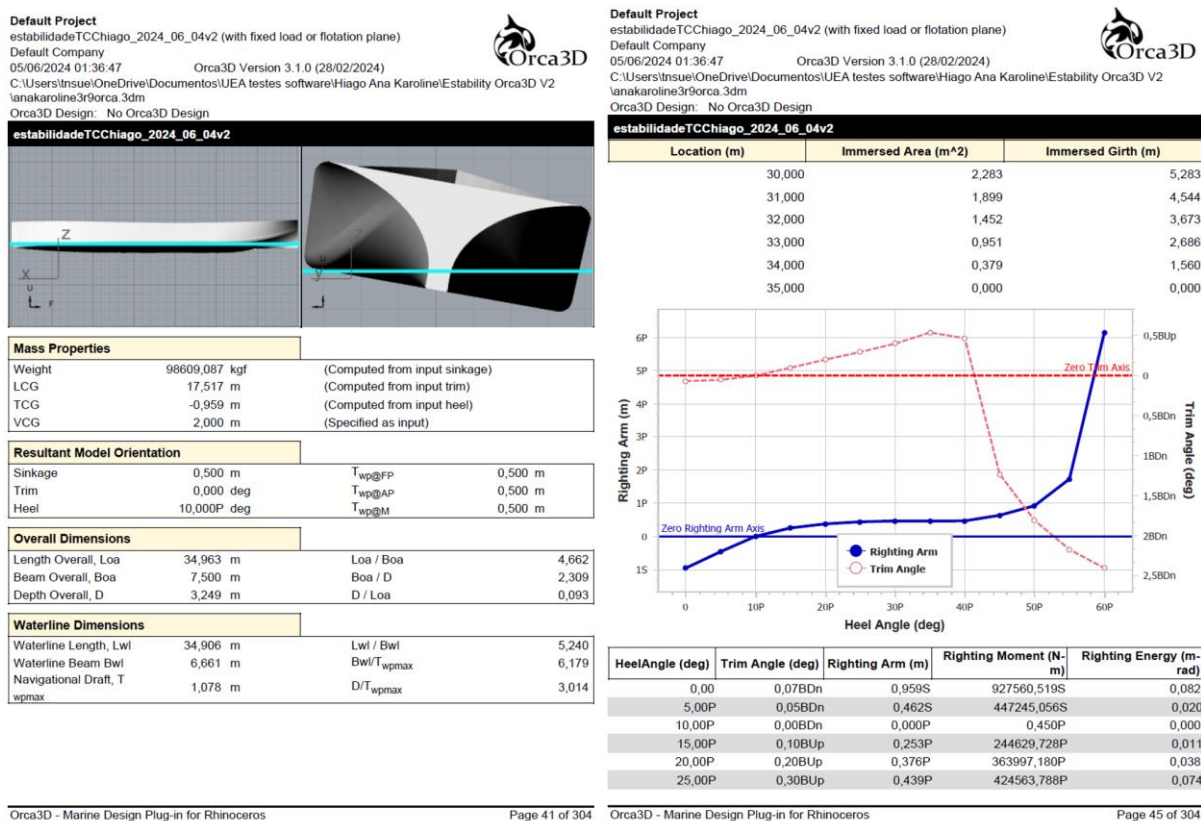 Default Project
estabilidadeTCChiago_2024_06_04v2 (with fixed load or flotation plane)
Default Company
05/06/2024 01:36:47 Orca3D Version 3.1.0 (28/02/2024)
C:\Users\tnsue\OneDrive\Documentos\UEA testes software\Hiago Ana Karoline\Estability Orca3D V2
\anakaroline3r9orca.3dm
Orca3D Design: No Orca3D Design
Orca3D
estabilidadeTCChiago_2024_06_04v2
Z
X
U
F
Z
U
y
Mass Properties
Weight 98609,087 kgf (Computed from input sinkage)
LCG 17,517 m (Computed from input trim)
TCG -0,959 m (Computed from input heel)
VCG 2,000 m (Specified as input)
Resultant Model Orientation
Sinkage 0,500 m Twp@FP 0,500 m
Trim 0,000 deg Twp@AP 0,500 m
Heel 10,000P deg Twp@M 0,500 m
Overall Dimensions
Length Overall, Loa 34,963 m Loa / Boa 4,662
Beam Overall, Boa 7,500 m Boa / D 2,309
Depth Overall, D 3,249 m D / Loa 0,093
Waterline Dimensions
Waterline Length, Lwl 34,906 m Lwl / Bwl 5,240
Waterline Beam Bwl 6,661 m Bwl/Twpmax 6,179
Navigational Draft, T
wpmax 1,078 m D/Twpmax 3,014
Orca3D - Marine Design Plug-in for Rhinoceros Page 41 of 304
Default Project
estabilidadeTCChiago_2024_06_04v2 (with fixed load or flotation plane)
Default Company
05/06/2024 01:36:47 Orca3D Version 3.1.0 (28/02/2024)
C:\Users\tnsue\OneDrive\Documentos\UEA testes software\Hiago Ana Karoline\Estability Orca3D V2
\anakaroline3r9orca.3dm
Orca3D Design: No Orca3D Design
Orca3D
estabilidadeTCChiago_2024_06_04v2
Location (m) Immersed Area (m^2) Immersed Girth (m)
30,000 2,283 5,283
31,000 1,899 4,544
32,000 1,452 3,673
33,000 0,951 2,686
34,000 0,379 1,560
35,000 0,000 0,000
6P 0,5BUp
5P Zero Trim Axis 0
4P 0,5BDn
3P 1BDn
2P 1,5BDn
1P
0 Zero Righting Arm Axis 2BDn
1S 2,5BDn
Righting Arm (m)
Trim Angle (deg)
Righting Arm
Trim Angle
0 10P 20P 30P 40P 50P 60P
Heel Angle (deg)
HeelAngle (deg) Trim Angle (deg) Righting Arm (m) Righting Moment (N-m) Righting Energy (m-rad)
0,00 0,07BDn 0,959S 927560,519S 0,082
5,00P 0,05BDn 0,462S 447245,056S 0,020
10,00P 0,00BDn 0,000P 0,450P 0,000
15,00P 0,10BUp 0,253P 244629,728P 0,011
20,00P 0,20BUp 0,376P 363997,180P 0,038
25,00P 0,30BUp 0,439P 424563,788P 0,074
Orca3D - Marine Design Plug-in for Rhinoceros Page 45 of 304